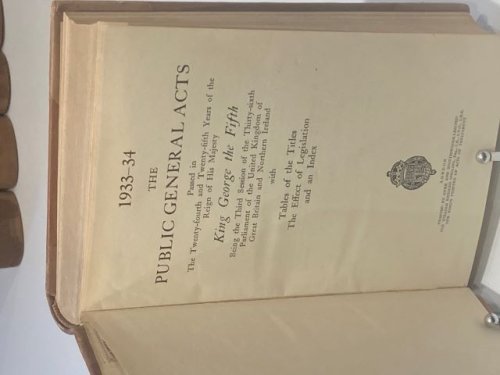 1933-34
THE
PUBLIC GENERAL ACTS
Passed in
The Twenty-fourth and Twenty-fifth Years of the
Reign of His Majesty
King George the Fifth
Being the Third Session of the Thirty-sixth
Parliament of the United Kingdom of
Great Britain and Northern Ireland
with
Tables of the Titles
The Effect of Legislation
and an Index